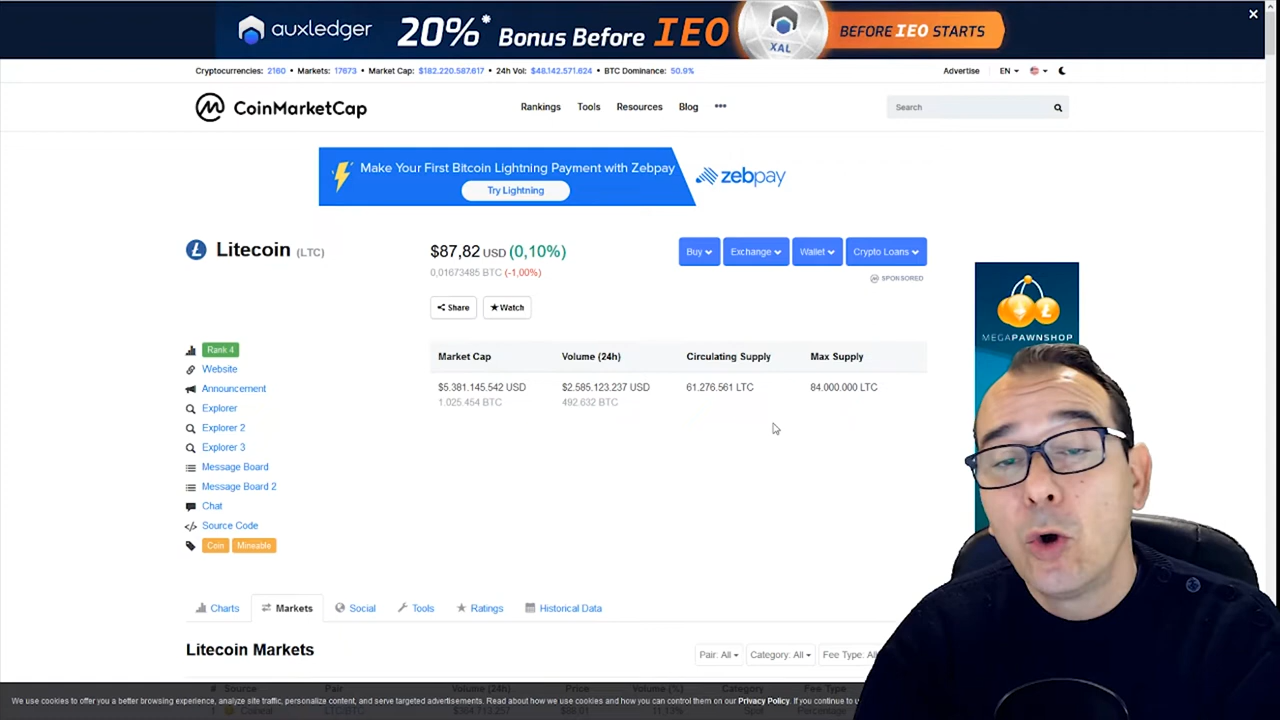 auxledger 20%* Bonus Before IEO XAL BEFORE IEO STARTS
Cryptocurrencies: 2160 • Markets: 17673 • Market Cap: $182.220.587.617 • 24h Vol: $48.142.571.624 • BTC Dominance: 50.9%
Advertise EN
CoinMarketCap
Rankings Tools Resources Blog •••
Search
Make Your First Bitcoin Lightning Payment with Zebpay
Try Lightning
zebpay
Litecoin (LTC)
$87,82 USD (0,10%)
0,01673485 BTC (-1,00%)
Buy Exchange Wallet Crypto Loans
SPONSORED
Share Watch
MEGAPAWNSHOP
Rank 4
Website
Announcement
Explorer
Explorer 2
Explorer 3
Message Board
Message Board 2
Chat
Source Code
Coin Mineable
Market Cap Volume (24h) Circulating Supply Max Supply
$5.381.145.542 USD $2.585.123.237 USD 61.276.561 LTC 84.000.000 LTC
1.025.454 BTC 492.632 BTC
Charts Markets Social Tools Ratings Historical Data
Litecoin Markets
Pair: All Category: All Fee Type: All
# Source Pair Volume (24h) Price Volume (%) Category Fee Type
We use cookies to offer you a better browsing experience, analyze site traffic, personalize content, and serve targeted advertisements. Read about how we use cookies and how you can control them on our Privacy Policy. If you continue to